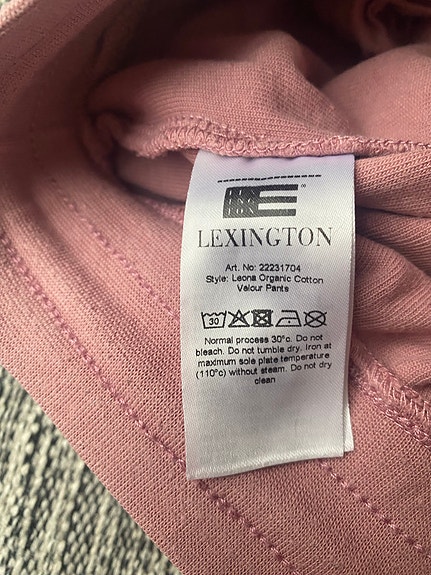 LEXINGTON
Art. No: 22231704
Style: Leona Organic Cotton
Velour Pants
30
Normal process 30°c. Do not
bleach. Do not tumble dry. Iron at
maximum sole plate temperature
(110°c) without steam. Do not dry
clean